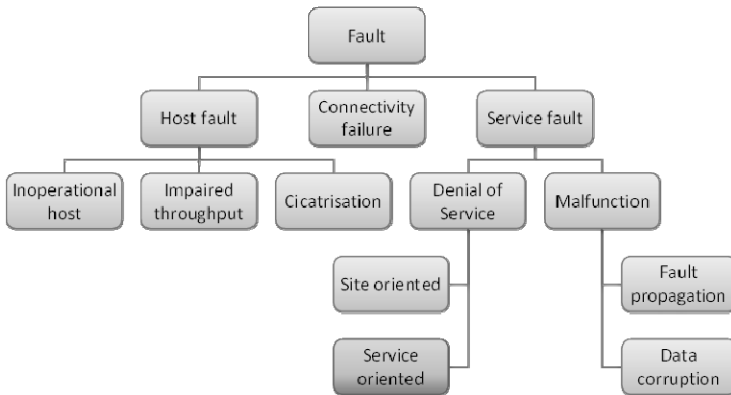 Fault
Host fault
Connectivity
failure
Service fault
Inoperational
host
Impaired
throughput
Cicatrisation
Denial of
Service
Malfunction
Site oriented
Fault
propagation
Service
oriented
Data
corruption